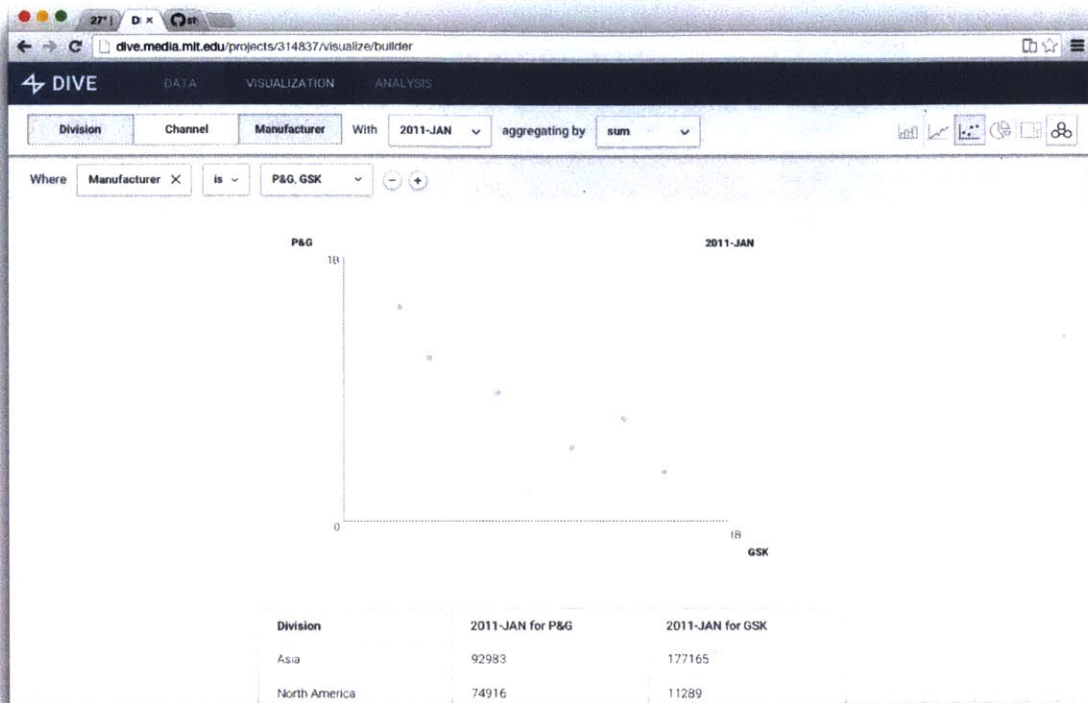 27" D: × st
dive.media.mit.edu/projects/314837/visualize/builder
DIVE DATA VISUALIZATION ANALYSIS
Division Channel Manufacturer With 2011-JAN aggregating by sum
Where Manufacturer × is P&G, GSK
P&G 2011-JAN
1B
0 1B
GSK
Division 2011-JAN for P&G 2011-JAN for GSK
Asia 92983 177165
North America 74916 11289